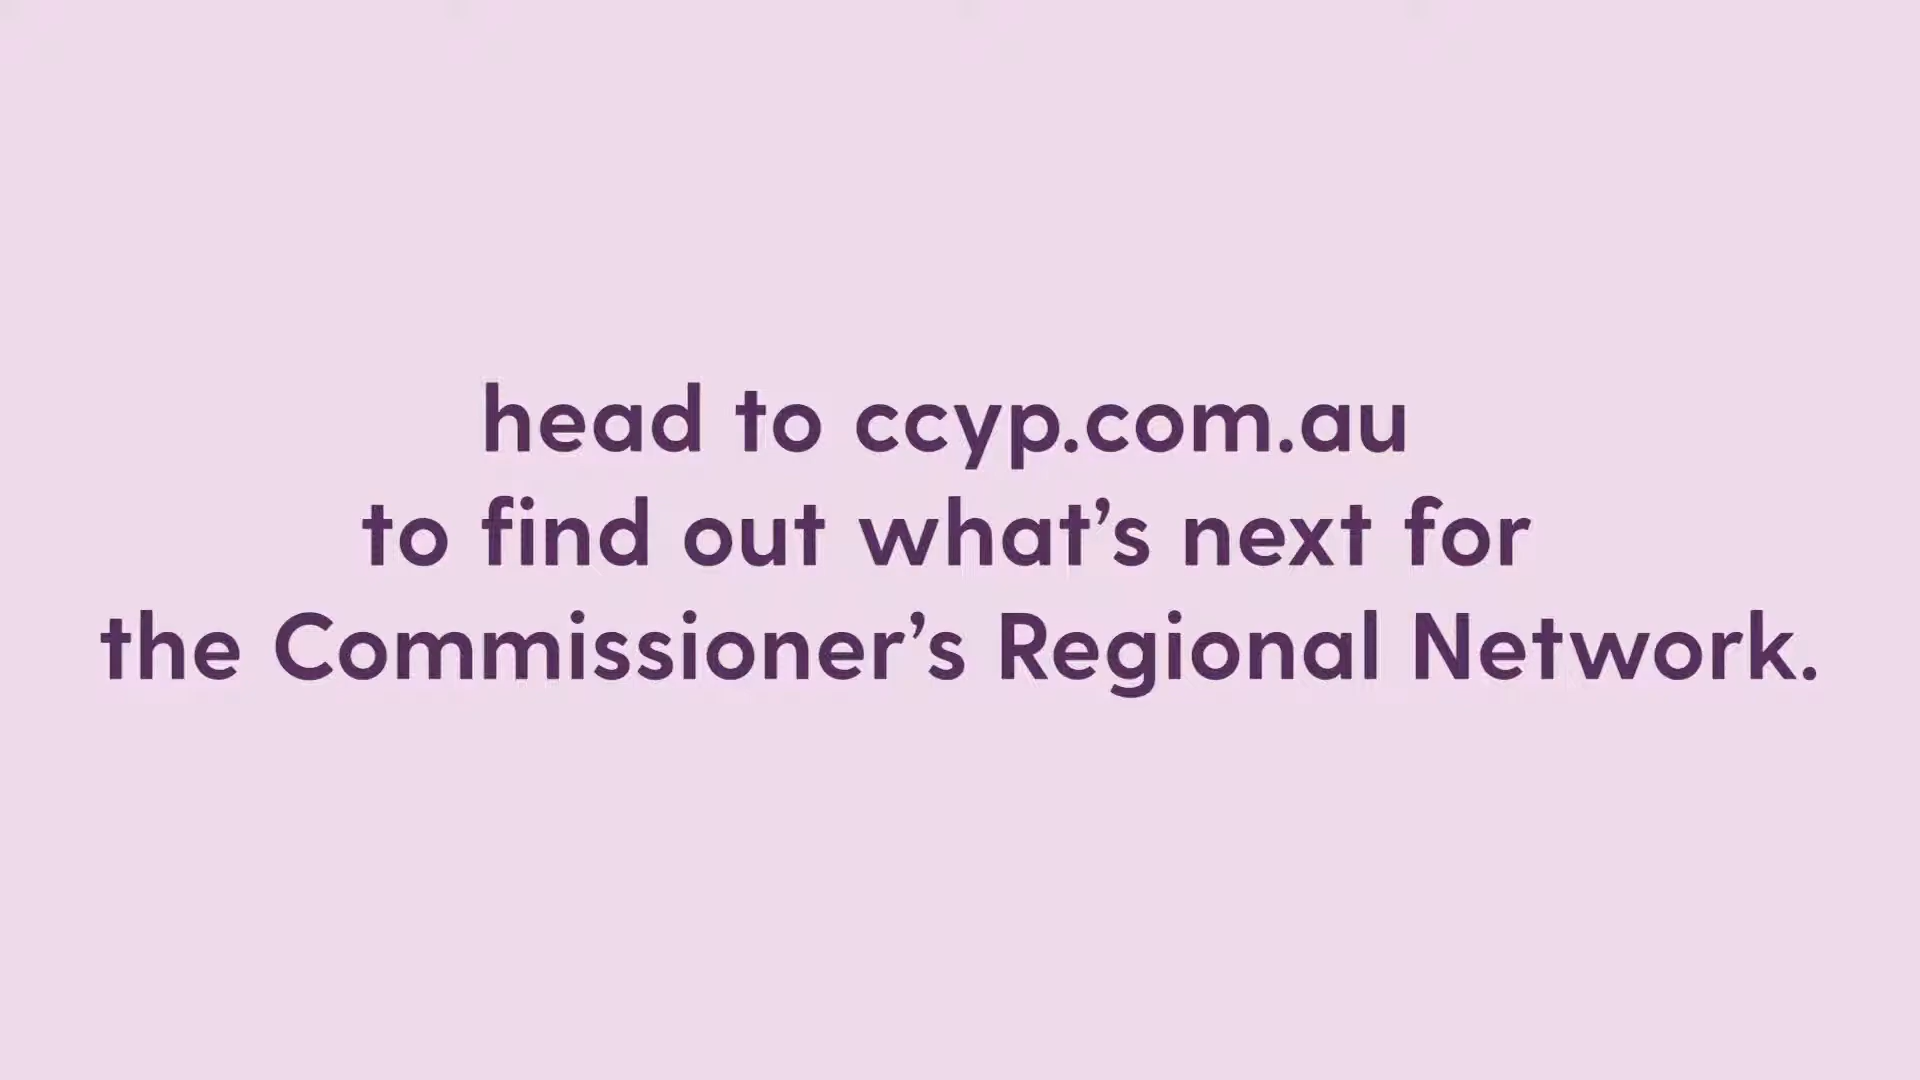 head to ccyp.com.au
to find out what’s next for
the Commissioner’s Regional Network.